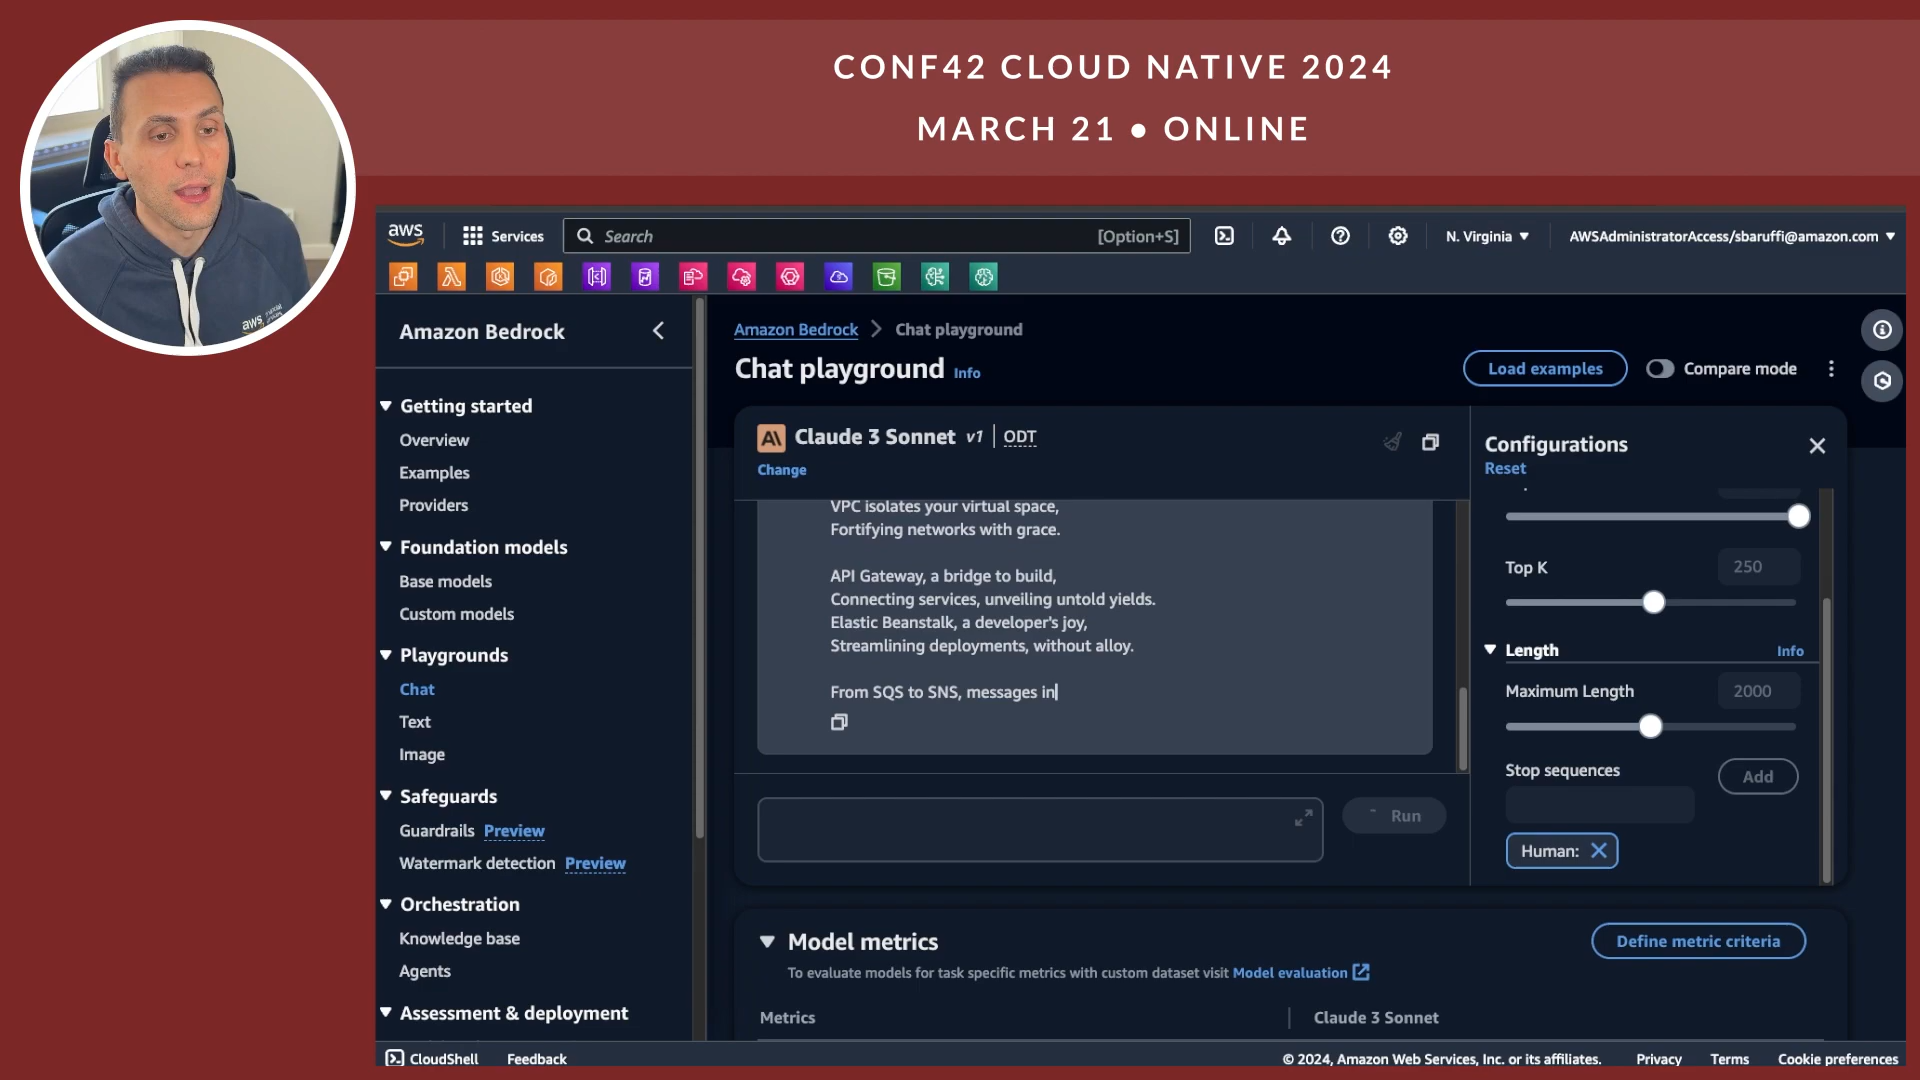 CONF42 CLOUD NATIVE 2024
MARCH 21 • ONLINE
aws
aws
Services
Search
[Option+S]
N. Virginia
AWSAdministratorAccess/sbaruffi@amazon.com
Amazon Bedrock
Getting started
Overview
Examples
Providers
Foundation models
Base models
Custom models
Playgrounds
Chat
Text
Image
Safeguards
Guardrails Preview
Watermark detection Preview
Orchestration
Knowledge base
Agents
Assessment & deployment
Amazon Bedrock > Chat playground
Chat playground Info
Load examples
Compare mode
Claude 3 Sonnet v1 | ODT
Change
VPC isolates your virtual space,
Fortifying networks with grace.
API Gateway, a bridge to build,
Connecting services, unveiling untold yields.
Elastic Beanstalk, a developer's joy,
Streamlining deployments, without alloy.
From SQS to SNS, messages in
Run
Configurations
Reset
Top K
250
Length
Info
Maximum Length
2000
Stop sequences
Add
Human:
Model metrics
Define metric criteria
To evaluate models for task specific metrics with custom dataset visit Model evaluation
Metrics
Claude 3 Sonnet
CloudShell
Feedback
© 2024, Amazon Web Services, Inc. or its affiliates.
Privacy
Terms
Cookie preferences